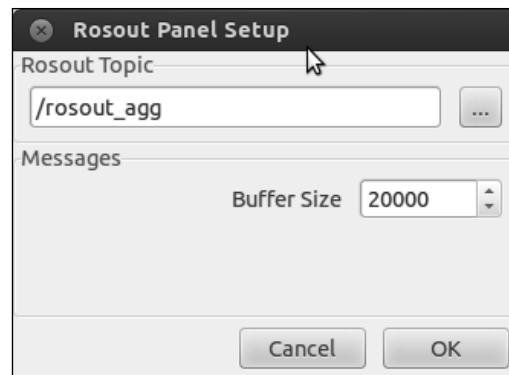 Rosout Panel Setup
Rosout Topic
/rosout_agg
...
Messages
Buffer Size 20000
Cancel OK